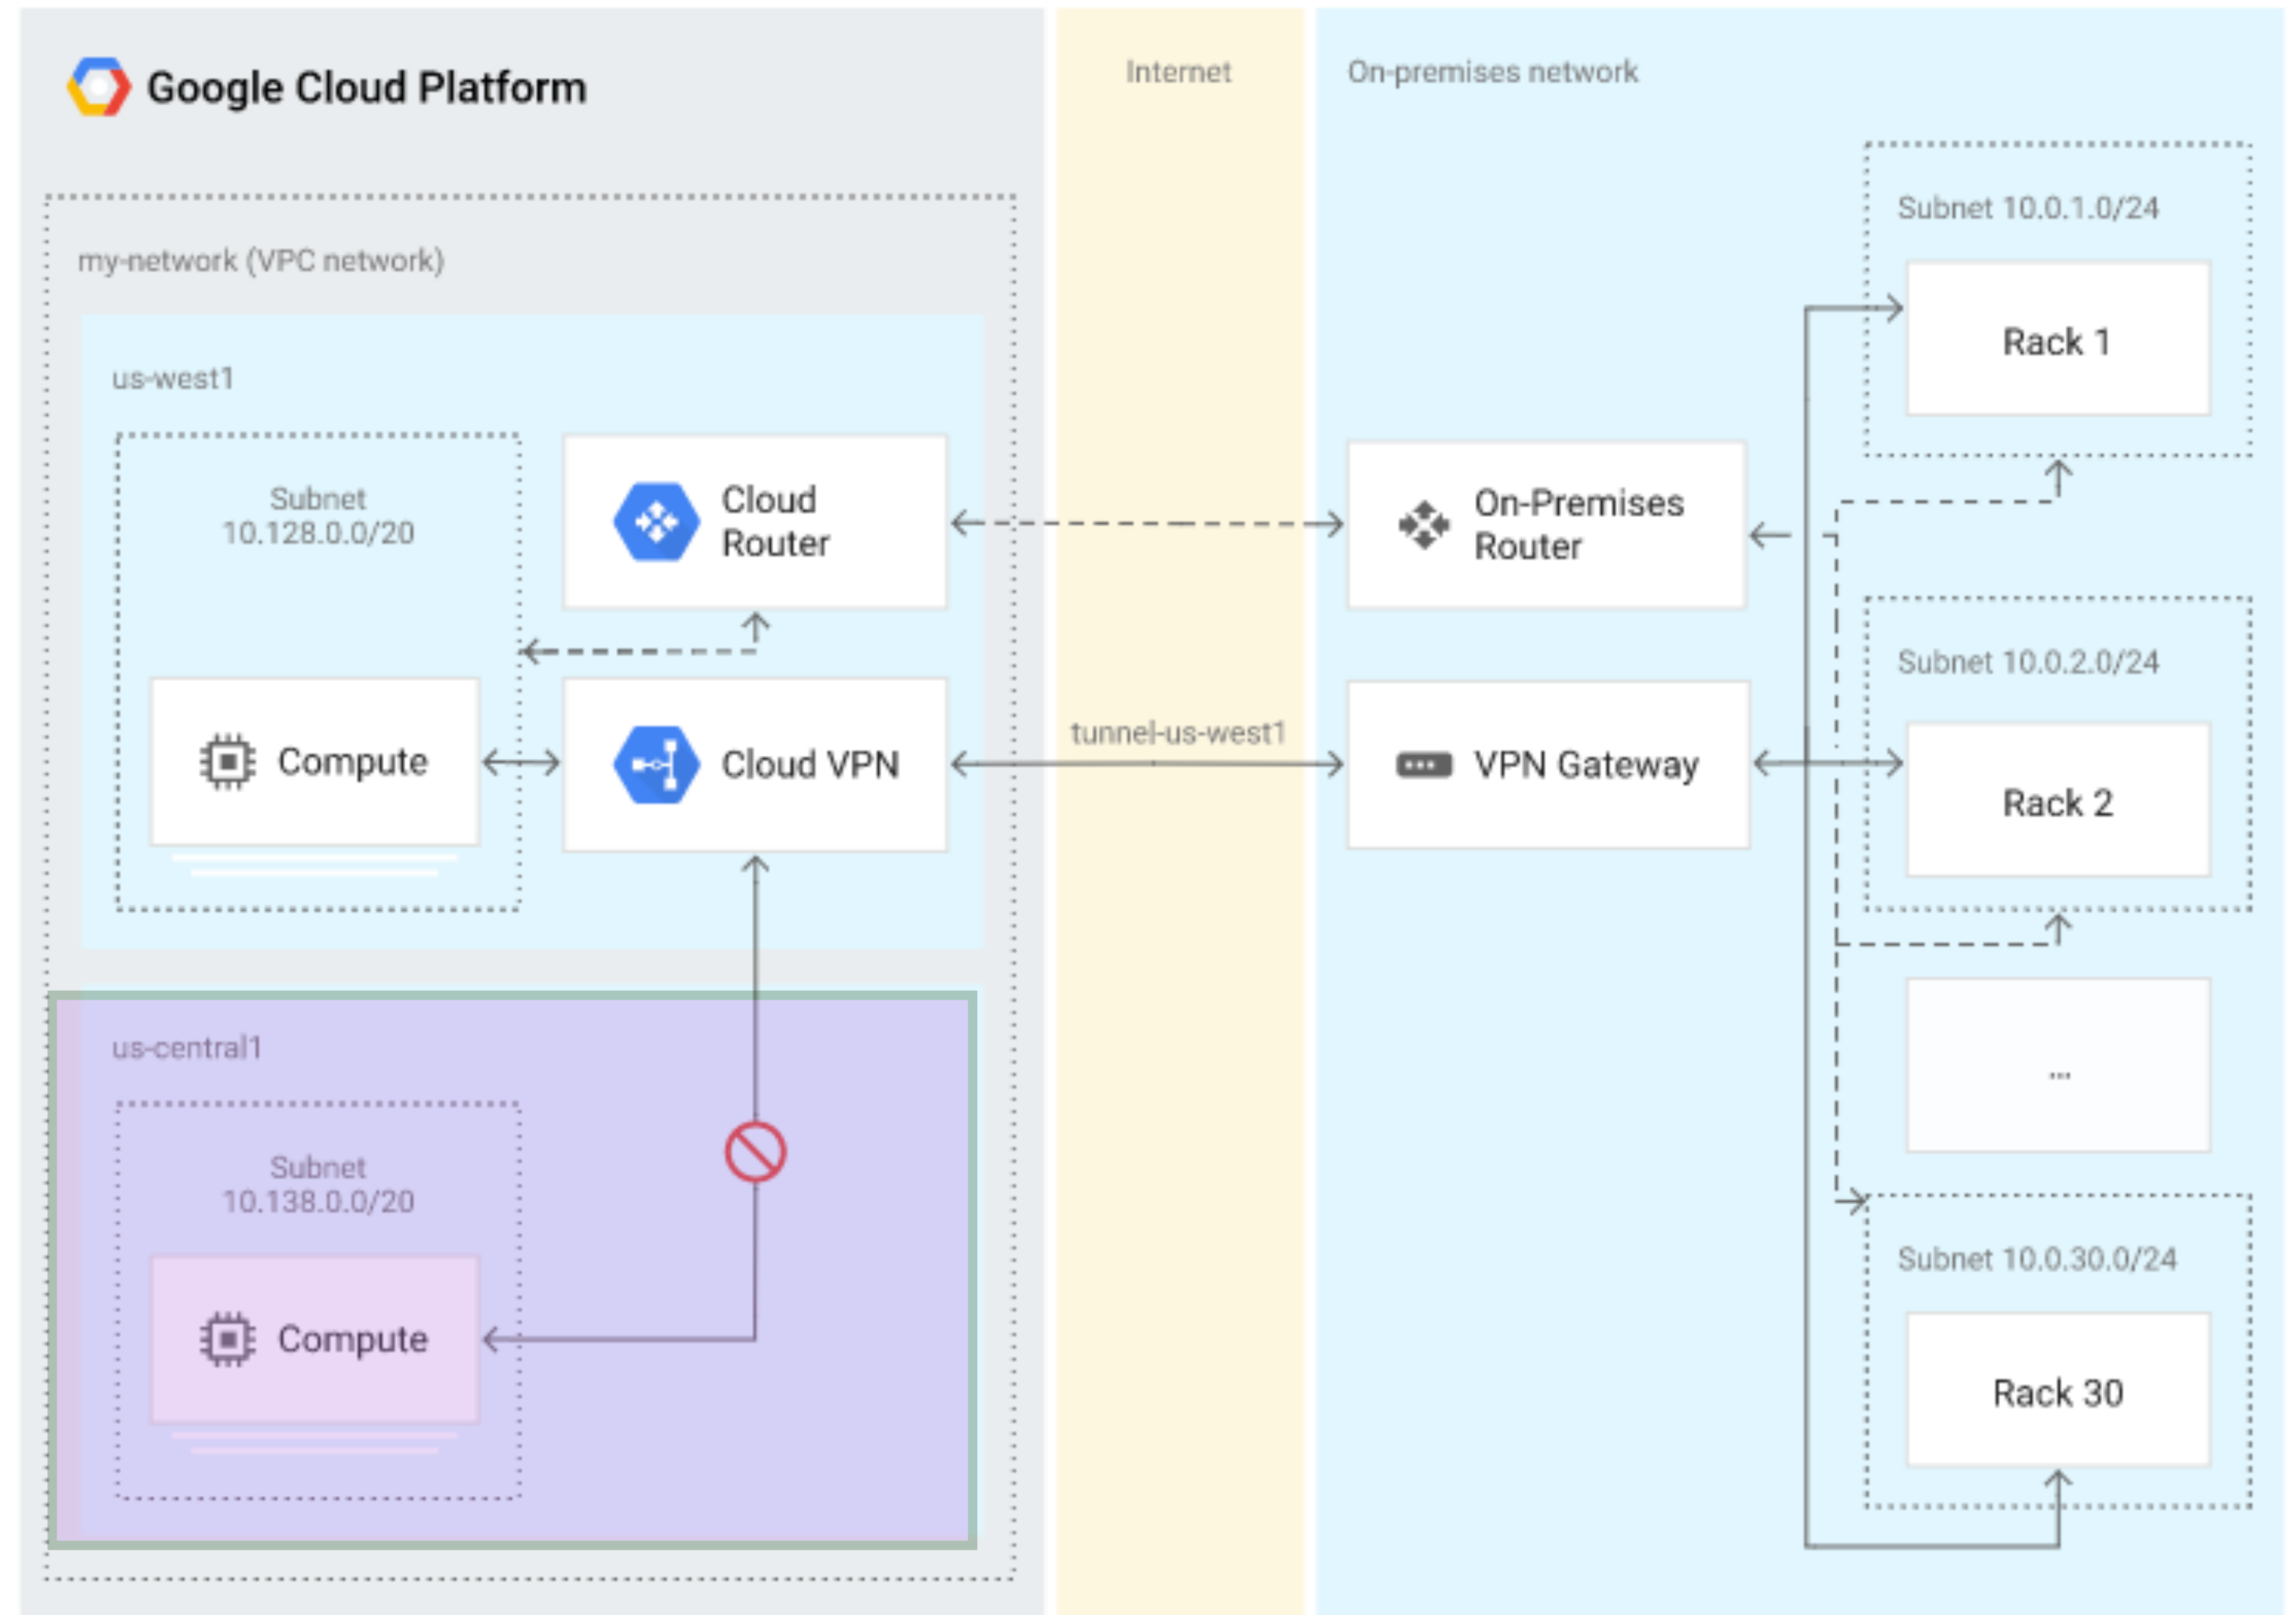 Google Cloud Platform
Internet
On-premises network
my-network (VPC network)
us-west1
Subnet
10.128.0.0/20
Cloud
Router
Compute
Cloud VPN
tunnel-us-west1
On-Premises
Router
VPN Gateway
Subnet 10.0.1.0/24
Rack 1
Subnet 10.0.2.0/24
Rack 2
...
Subnet 10.0.30.0/24
Rack 30
us-central1
Subnet
10.138.0.0/20
Compute